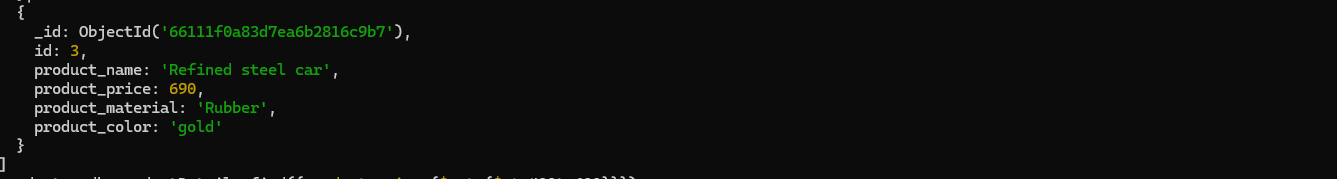 {
_id: ObjectId('66111f0a83d7ea6b2816c9b7'),
id: 3,
product_name: 'Refined steel car',
product_price: 690,
product_material: 'Rubber',
product_color: 'gold'
}
]